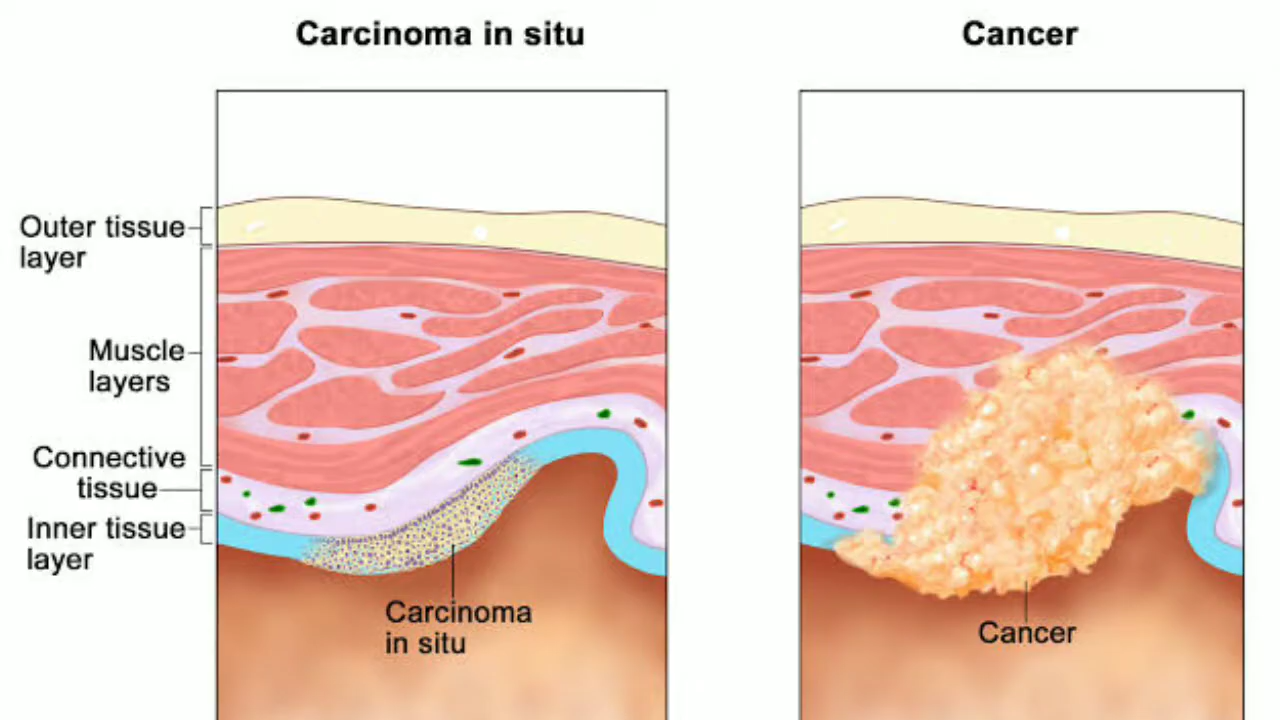 Carcinoma in situ
Cancer
Outer tissue
layer
Muscle
layers
Connective
tissue
Inner tissue
layer
Carcinoma
in situ
Cancer